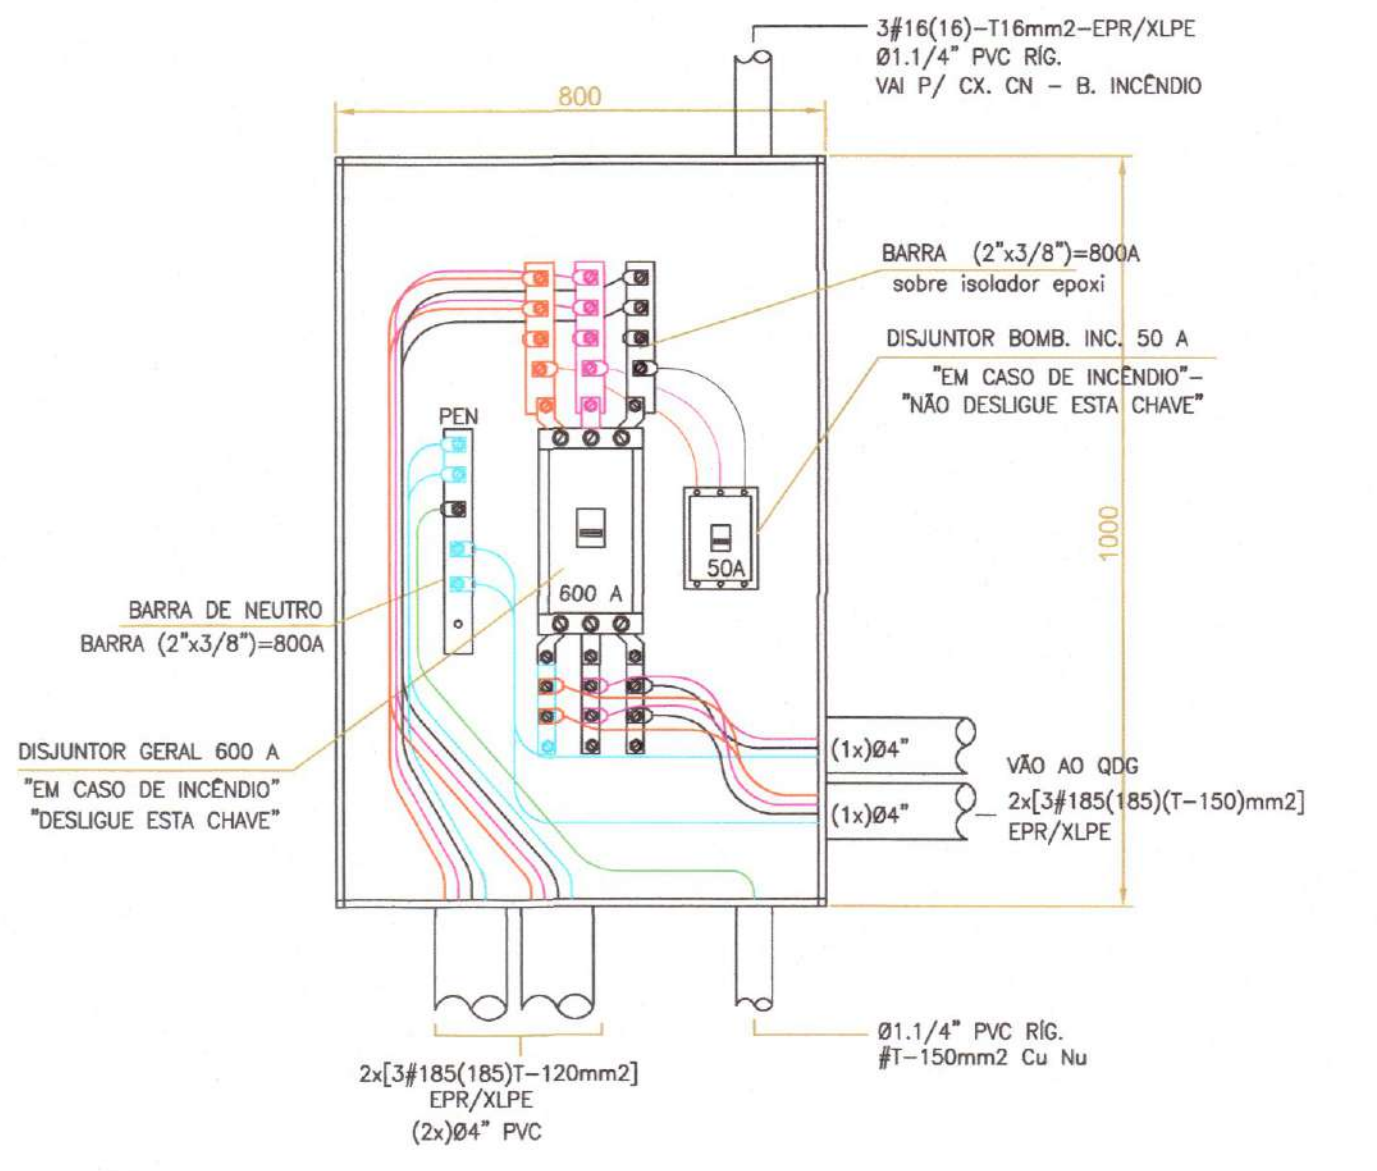 3#16(16)-T16mm2-EPR/XLPE
Ø1.1/4" PVC RÍG.
VAI P/ CX. CN - B. INCÊNDIO
800
BARRA (2"x3/8")=800A
sobre isolador epoxi
DISJUNTOR BOMB. INC. 50 A
"EM CASO DE INCÊNDIO"-
"NÃO DESLIGUE ESTA CHAVE"
PEN
1000
50A
600 A
BARRA DE NEUTRO
BARRA (2"x3/8")=800A
DISJUNTOR GERAL 600 A
"EM CASO DE INCÊNDIO"
"DESLIGUE ESTA CHAVE"
(1x)Ø4"
(1x)Ø4"
VÃO AO QDG
2x[3#185(185)(T-150)mm2]
EPR/XLPE
Ø1.1/4" PVC RÍG.
#T-150mm2 Cu Nu
2x[3#185(185)T-120mm2]
EPR/XLPE
(2x)Ø4" PVC